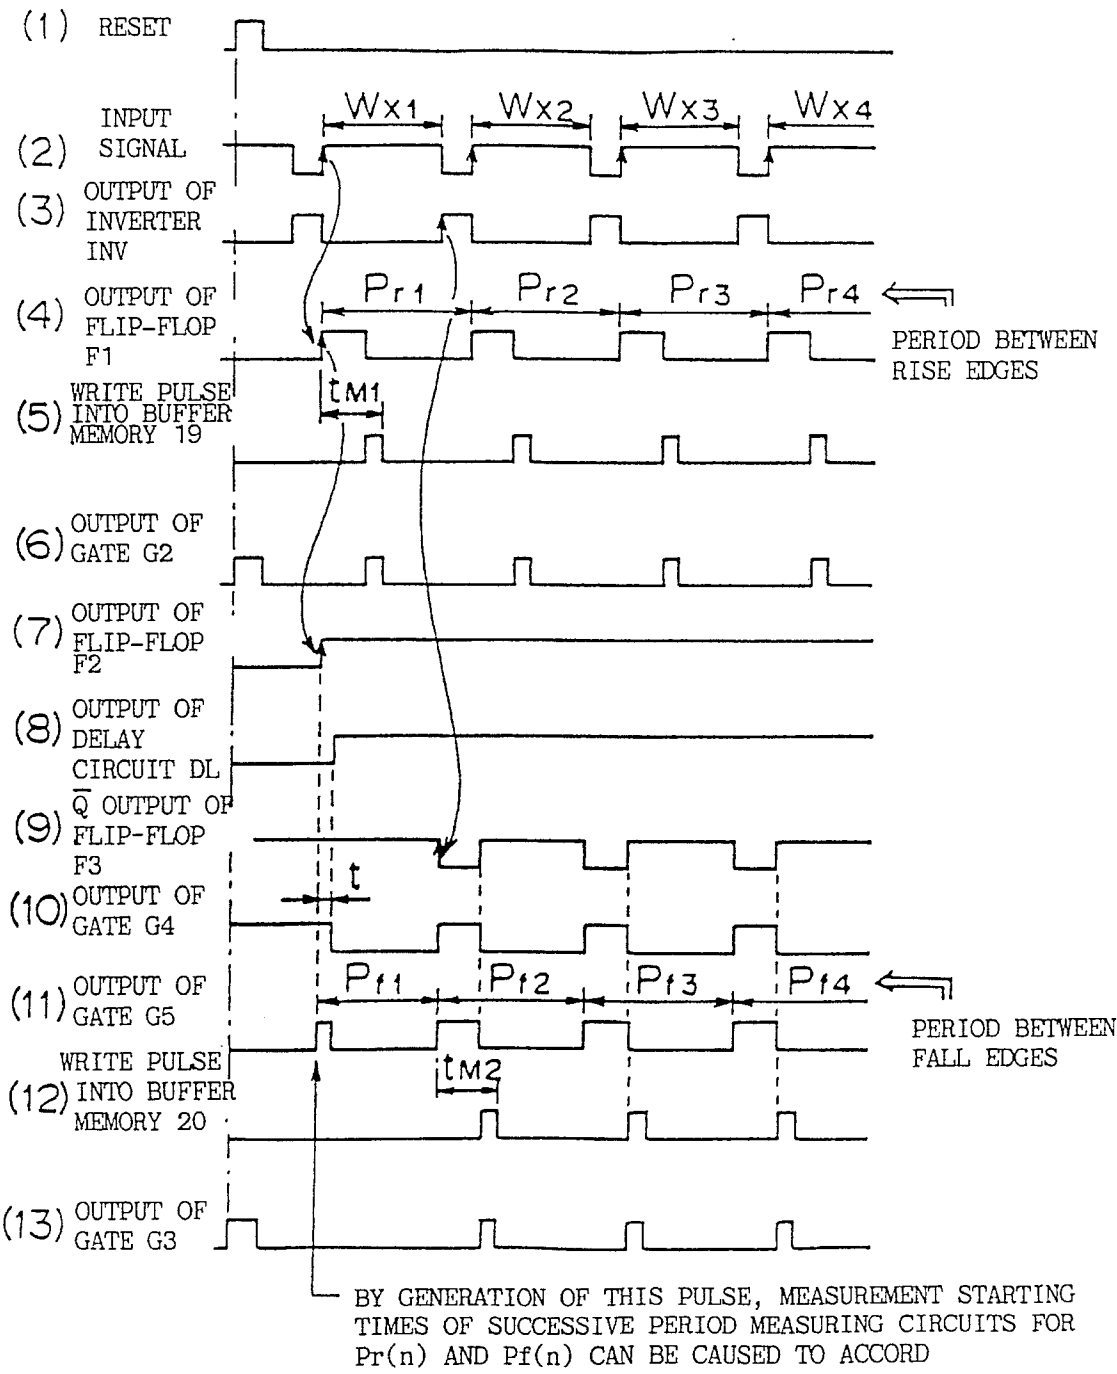 (1) RESET
Wx1 Wx2 Wx3 Wx4
INPUT
(2) SIGNAL
OUTPUT OF
(3) INVERTER
INV
Pr1 Pr2 Pr3 Pr4
OUTPUT OF
(4) FLIP-FLOP
F1
PERIOD BETWEEN
RISE EDGES
tM1
WRITE PULSE
(5) INTO BUFFER
MEMORY 19
OUTPUT OF
(6) GATE G2
OUTPUT OF
(7) FLIP-FLOP
F2
OUTPUT OF
(8) DELAY
CIRCUIT DL
Q̅ OUTPUT OF
(9) FLIP-FLOP
F3
t
OUTPUT OF
(10) GATE G4
Pf1 Pf2 Pf3 Pf4
OUTPUT OF
(11) GATE G5
PERIOD BETWEEN
FALL EDGES
tM2
WRITE PULSE
(12) INTO BUFFER
MEMORY 20
OUTPUT OF
(13) GATE G3
BY GENERATION OF THIS PULSE, MEASUREMENT STARTING
TIMES OF SUCCESSIVE PERIOD MEASURING CIRCUITS FOR
Pr(n) AND Pf(n) CAN BE CAUSED TO ACCORD